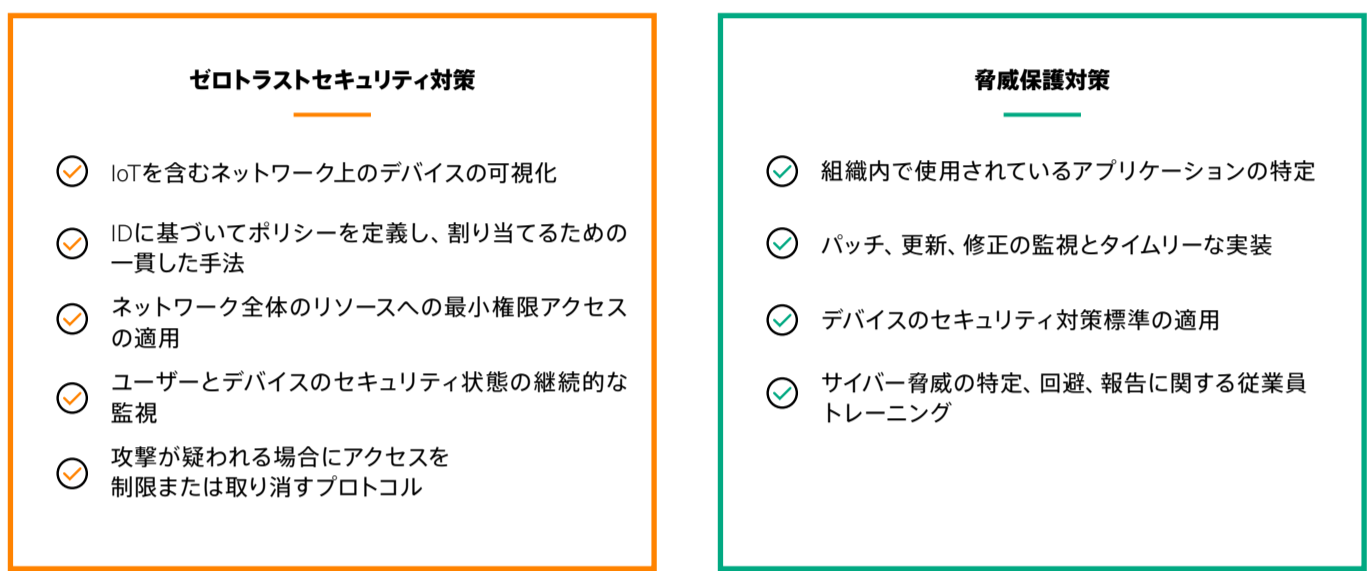 ゼロトラストセキュリティ対策
IoTを含むネットワーク上のデバイスの可視化
IDに基づいてポリシーを定義し、割り当てるための
一貫した手法
ネットワーク全体のリソースへの最小権限アクセス
の適用
ユーザーとデバイスのセキュリティ状態の継続的な
監視
攻撃が疑われる場合にアクセスを
制限または取り消すプロトコル
脅威保護対策
組織内で使用されているアプリケーションの特定
パッチ、更新、修正の監視とタイムリーな実装
デバイスのセキュリティ対策標準の適用
サイバー脅威の特定、回避、報告に関する従業員
トレーニング